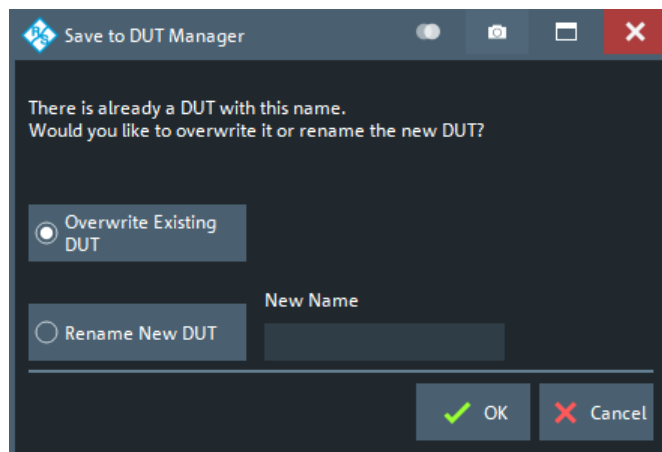 R&S
Save to DUT Manager
There is already a DUT with this name.
Would you like to overwrite it or rename the new DUT?
Overwrite Existing
DUT
New Name
Rename New DUT
OK
Cancel